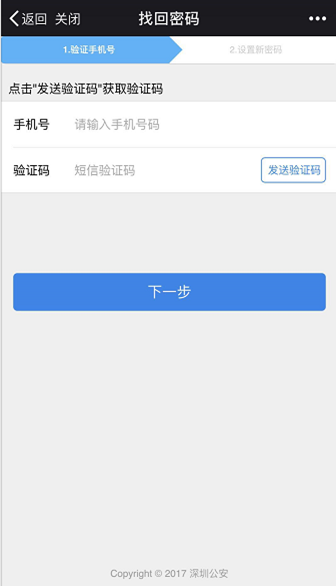 返回 关闭 找回密码
1.验证手机号 2.设置新密码
点击"发送验证码"获取验证码
手机号 请输入手机号码
验证码 短信验证码 发送验证码
下一步
Copyright © 2017 深圳公安